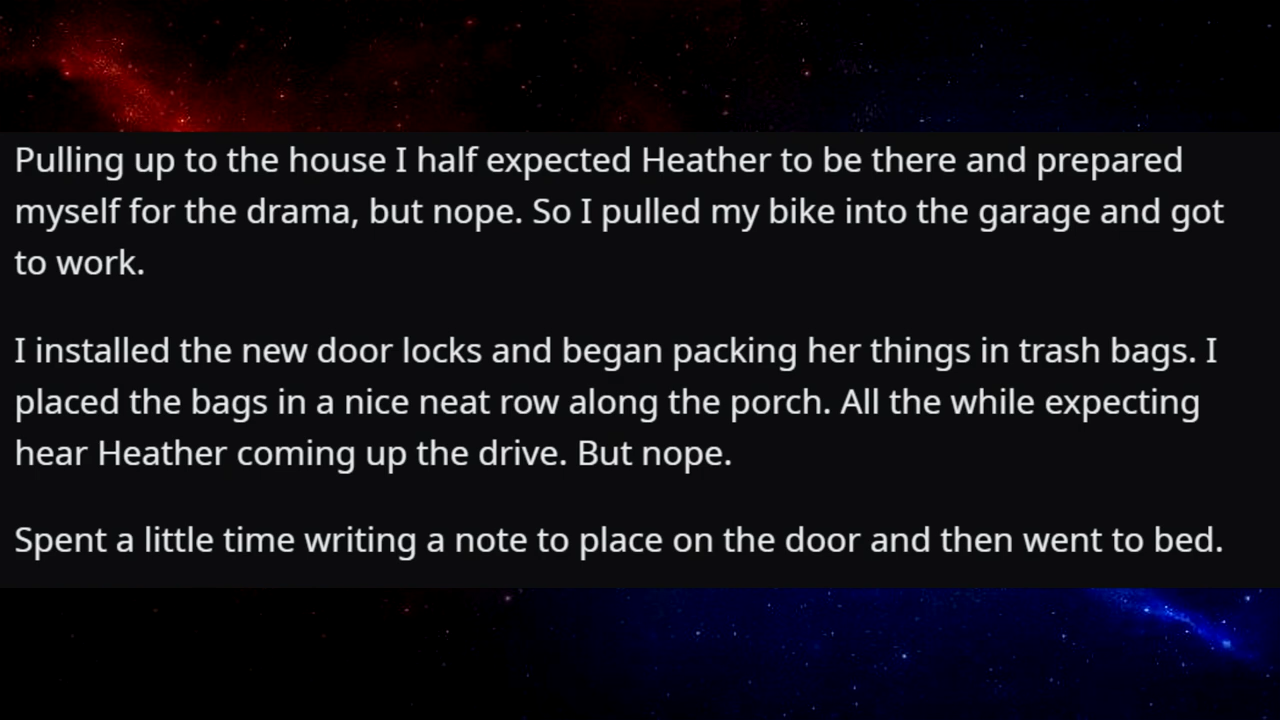 Pulling up to the house I half expected Heather to be there and prepared
myself for the drama, but nope. So I pulled my bike into the garage and got
to work.
I installed the new door locks and began packing her things in trash bags. I
placed the bags in a nice neat row along the porch. All the while expecting
hear Heather coming up the drive. But nope.
Spent a little time writing a note to place on the door and then went to bed.